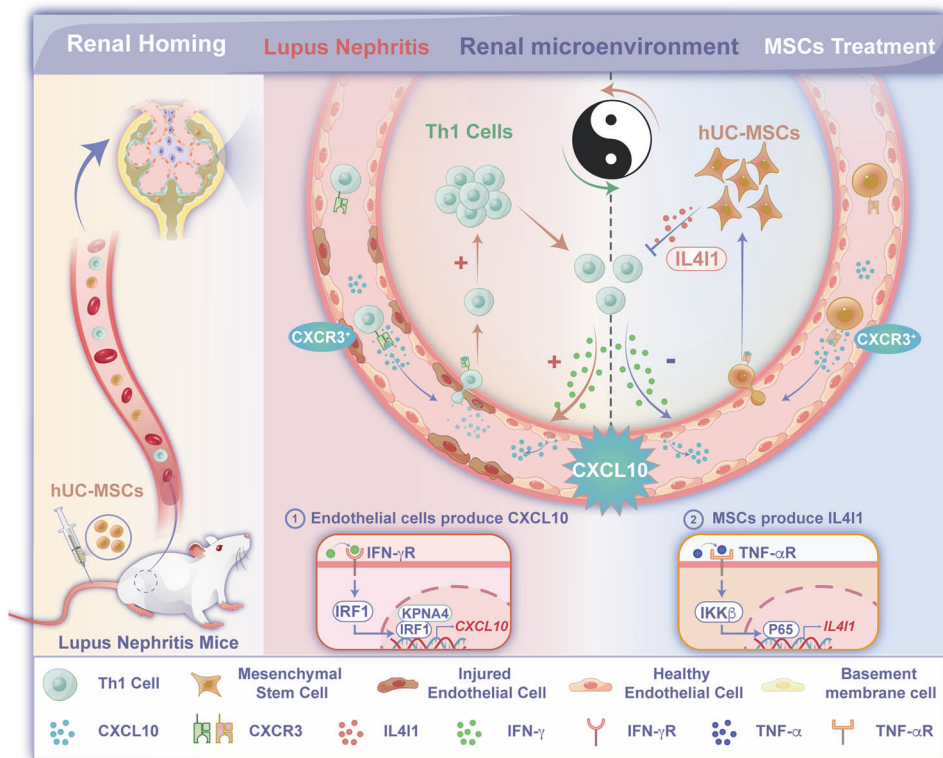 Renal Homing
Lupus Nephritis
Renal microenvironment
MSCs Treatment
Th1 Cells
hUC-MSCs
IL4I1
+
CXCR3+
CXCR3+
+
-
CXCL10
hUC-MSCs
Lupus Nephritis Mice
1 Endothelial cells produce CXCL10
IFN-γR
IRF1
KPNA4
IRF1
CXCL10
2 MSCs produce IL4I1
TNF-αR
IKKβ
P65
IL4I1
Th1 Cell
Mesenchymal
Stem Cell
Injured
Endothelial Cell
Healthy
Endothelial Cell
Basement
membrane cell
CXCL10
CXCR3
IL4I1
IFN-γ
IFN-γR
TNF-α
TNF-αR